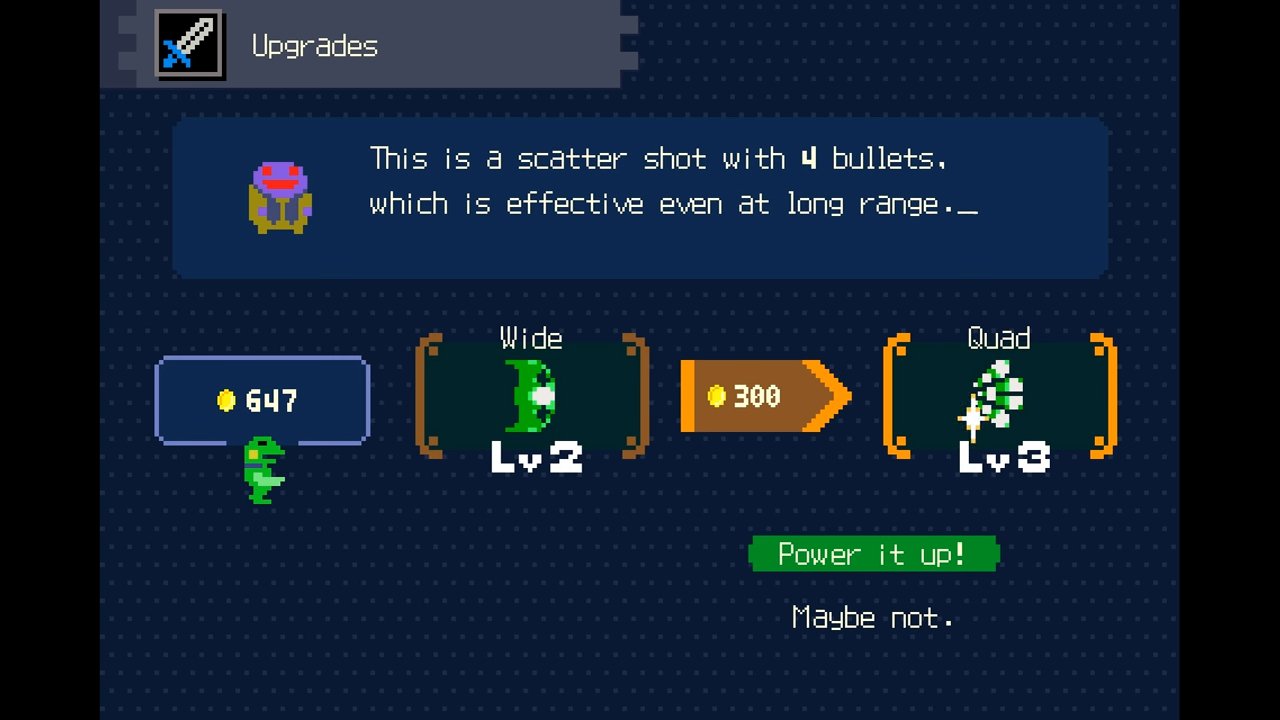 Upgrades
This is a scatter shot with 4 bullets,
which is effective even at long range._
Wide
Quad
647
300
Lv2
Lv3
Power it up!
Maybe not.